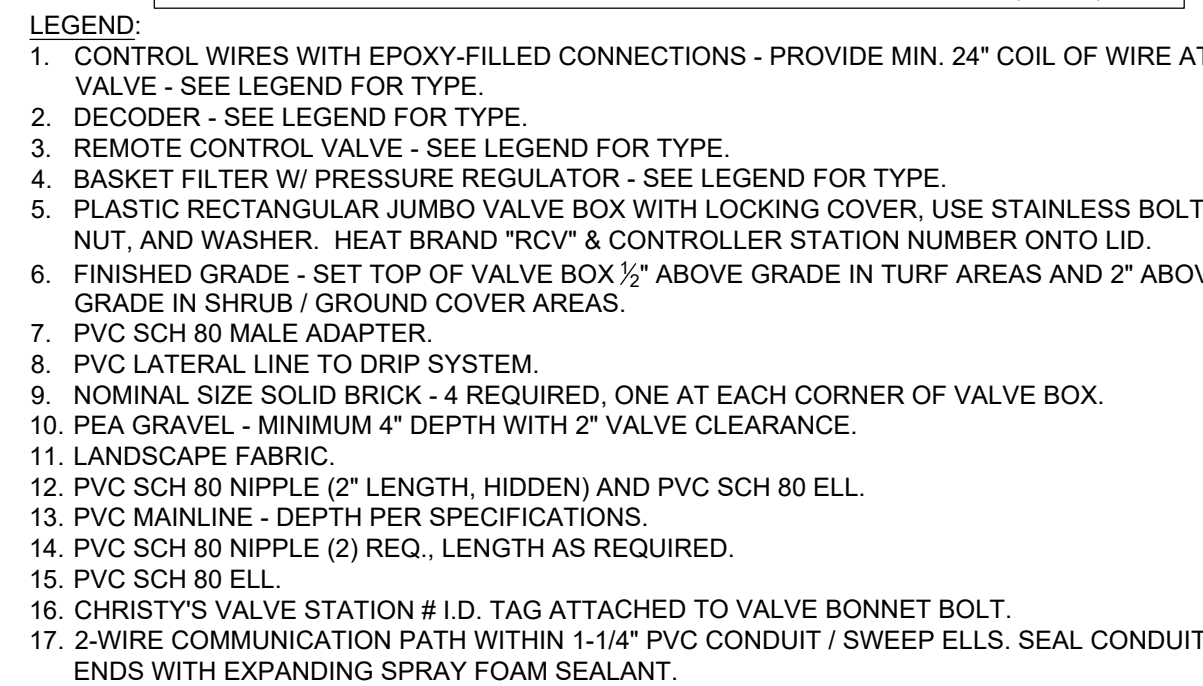 LEGEND:
1. CONTROL WIRES WITH EPOXY-FILLED CONNECTIONS - PROVIDE MIN. 24" COIL OF WIRE AT
VALVE - SEE LEGEND FOR TYPE.
2. DECODER - SEE LEGEND FOR TYPE.
3. REMOTE CONTROL VALVE - SEE LEGEND FOR TYPE.
4. BASKET FILTER W/ PRESSURE REGULATOR - SEE LEGEND FOR TYPE.
5. PLASTIC RECTANGULAR JUMBO VALVE BOX WITH LOCKING COVER, USE STAINLESS BOLT
NUT, AND WASHER. HEAT BRAND "RCV" & CONTROLLER STATION NUMBER ONTO LID.
6. FINISHED GRADE - SET TOP OF VALVE BOX ½" ABOVE GRADE IN TURF AREAS AND 2" ABOV
GRADE IN SHRUB / GROUND COVER AREAS.
7. PVC SCH 80 MALE ADAPTER.
8. PVC LATERAL LINE TO DRIP SYSTEM.
9. NOMINAL SIZE SOLID BRICK - 4 REQUIRED, ONE AT EACH CORNER OF VALVE BOX.
10. PEA GRAVEL - MINIMUM 4" DEPTH WITH 2" VALVE CLEARANCE.
11. LANDSCAPE FABRIC.
12. PVC SCH 80 NIPPLE (2" LENGTH, HIDDEN) AND PVC SCH 80 ELL.
13. PVC MAINLINE - DEPTH PER SPECIFICATIONS.
14. PVC SCH 80 NIPPLE (2) REQ., LENGTH AS REQUIRED.
15. PVC SCH 80 ELL.
16. CHRISTY'S VALVE STATION # I.D. TAG ATTACHED TO VALVE BONNET BOLT.
17. 2-WIRE COMMUNICATION PATH WITHIN 1-1/4" PVC CONDUIT / SWEEP ELLS. SEAL CONDUIT
ENDS WITH EXPANDING SPRAY FOAM SEALANT.